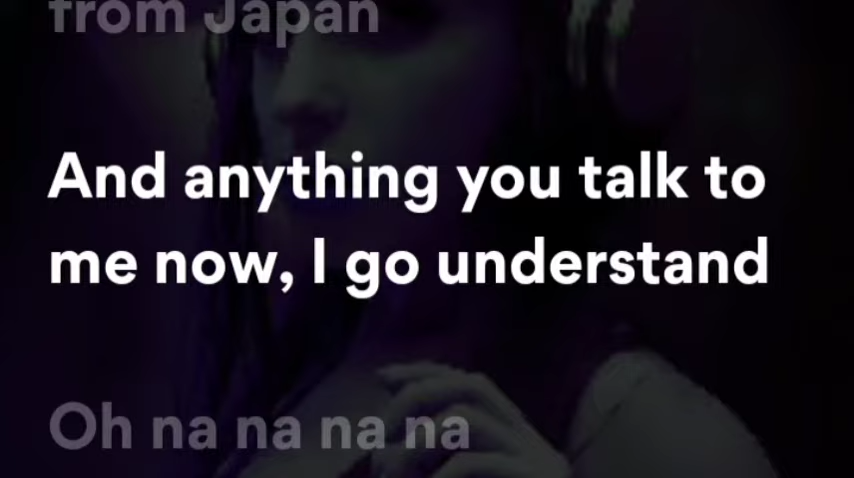 from Japan
And anything you talk to
me now, I go understand
Oh na na na na